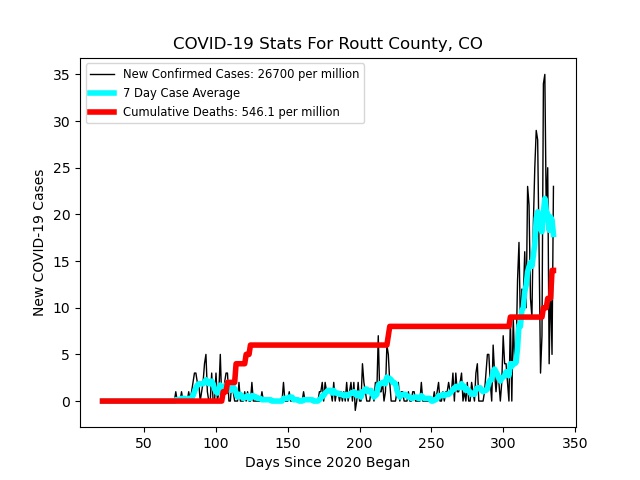 COVID-19 Stats For Routt County, CO
New Confirmed Cases: 26700 per million
7 Day Case Average
Cumulative Deaths: 546.1 per million
New COVID-19 Cases
35
30
25
20
15
10
5
0
50 100 150 200 250 300 350
Days Since 2020 Began